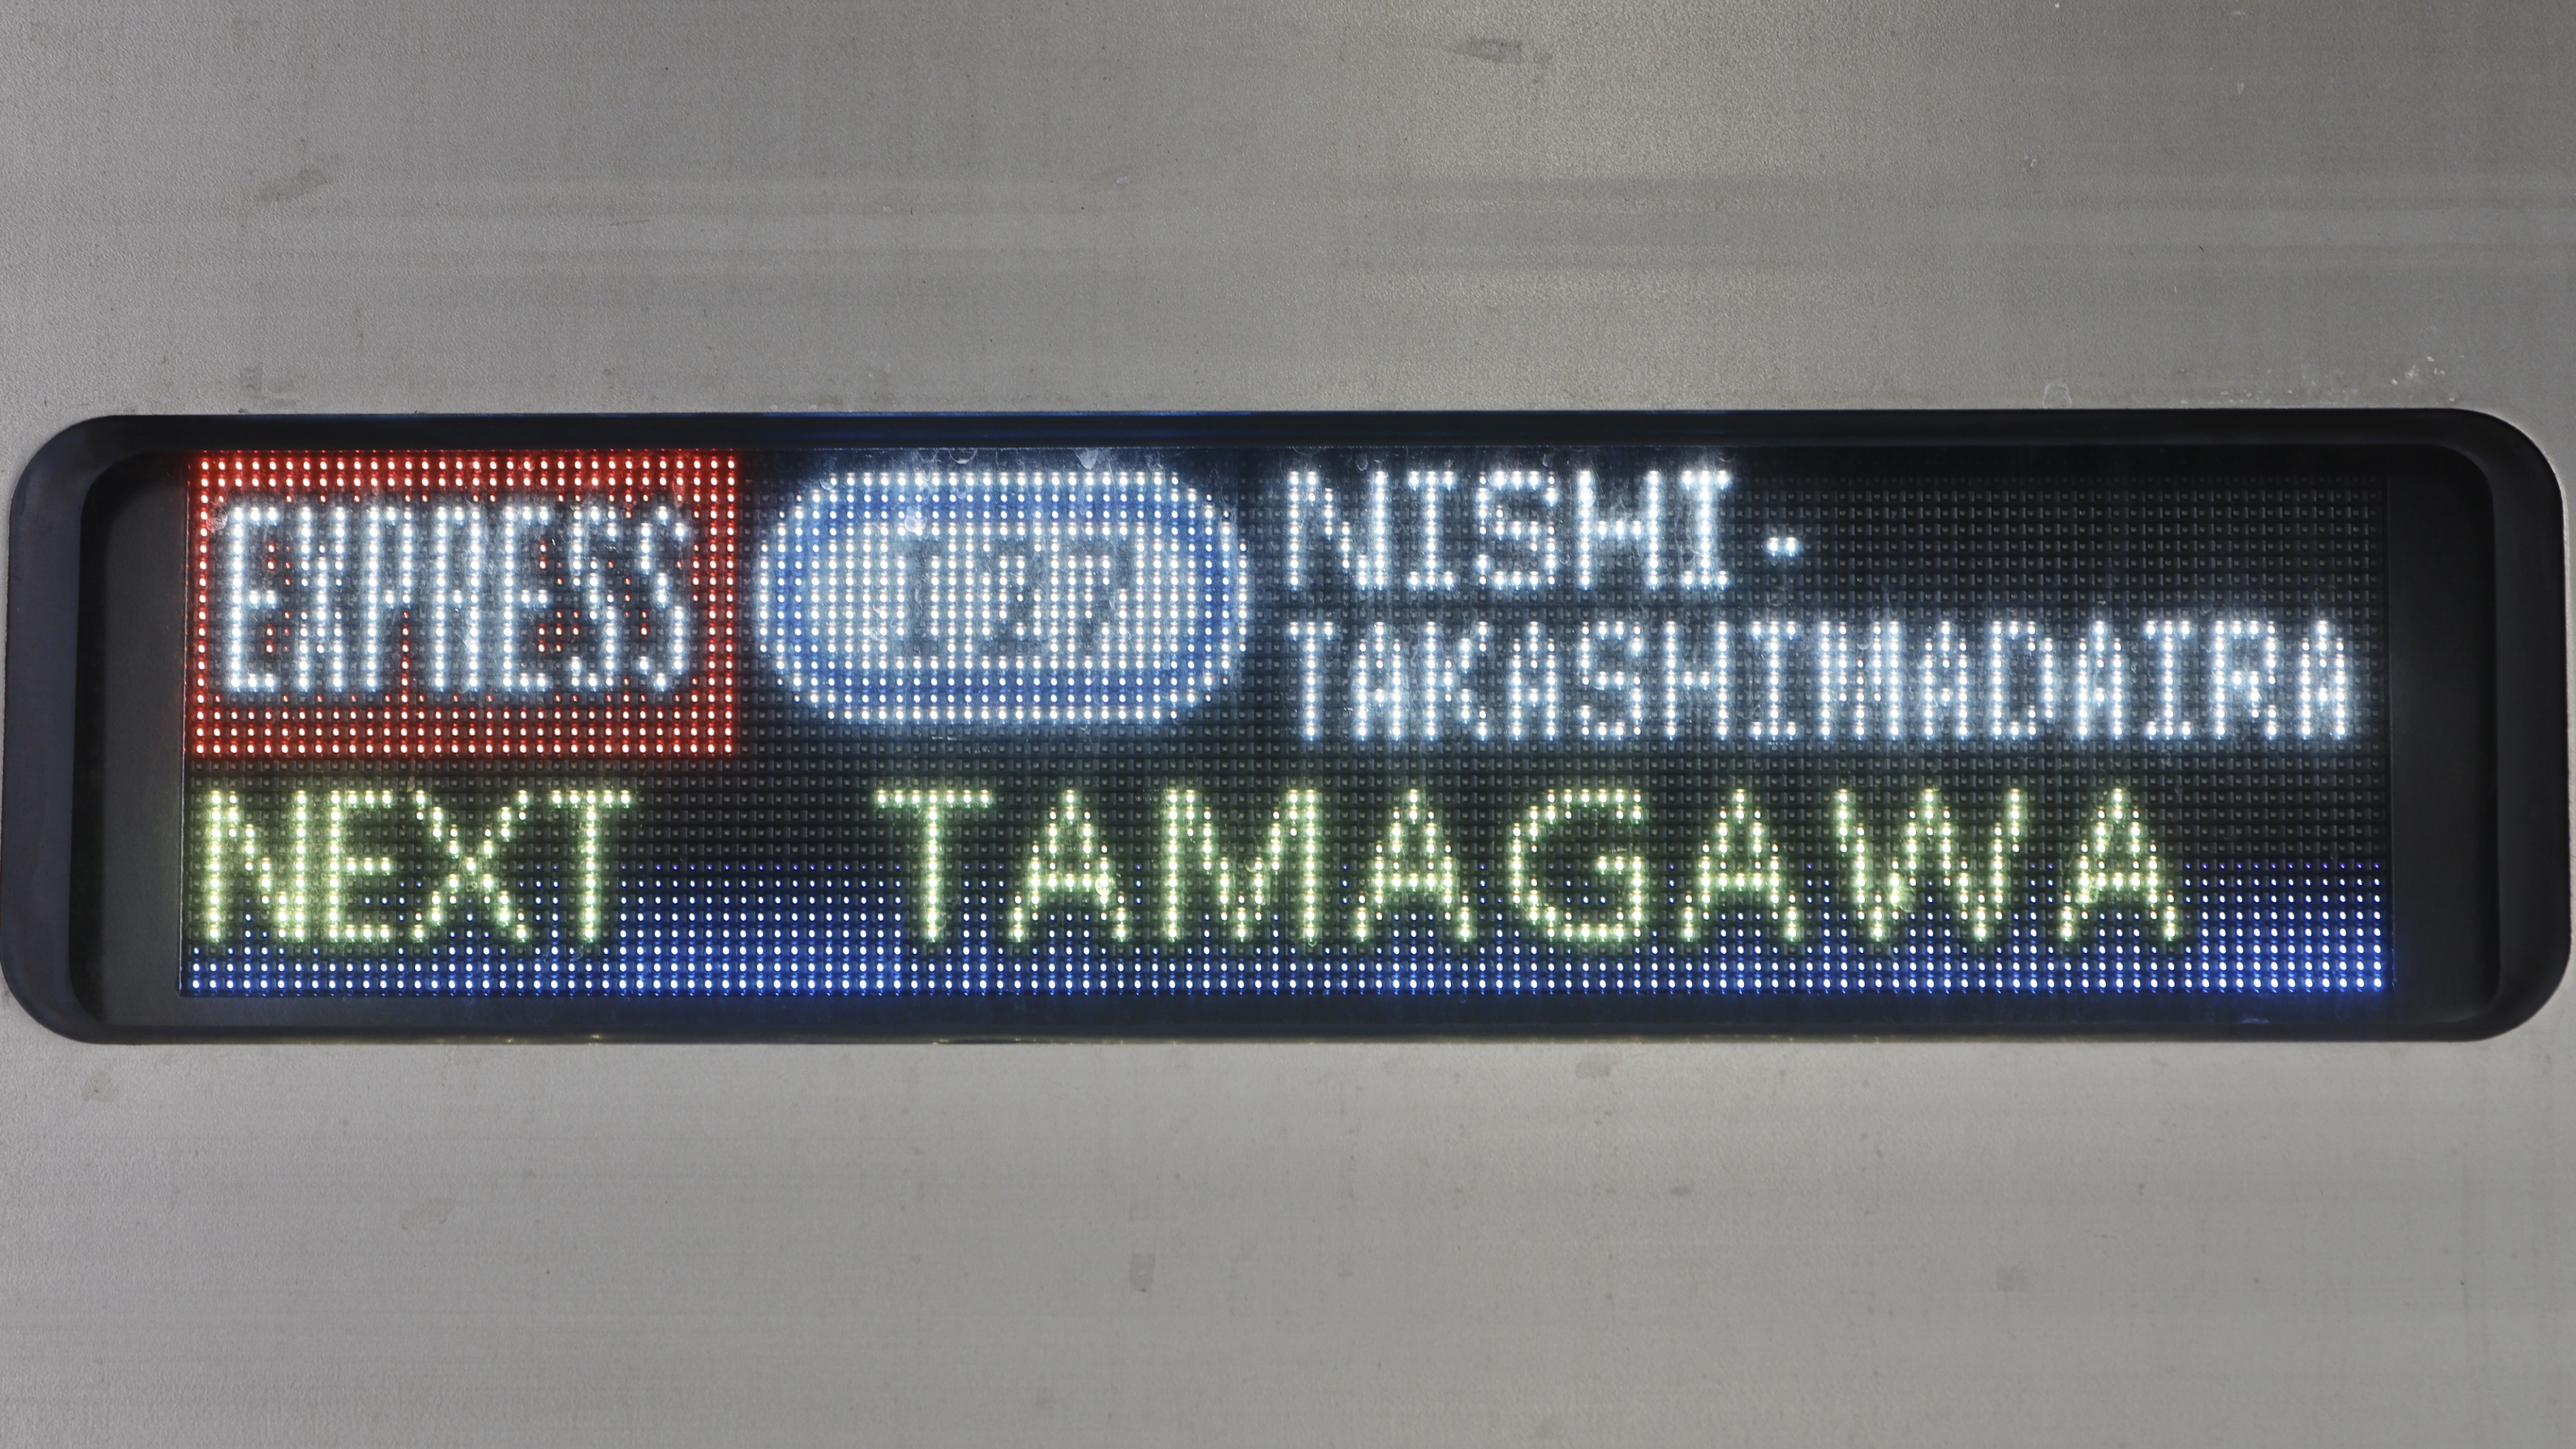 EXPRESS
NISHI-
TAKASHIMADAIRA
NEXT TAMAGAWA